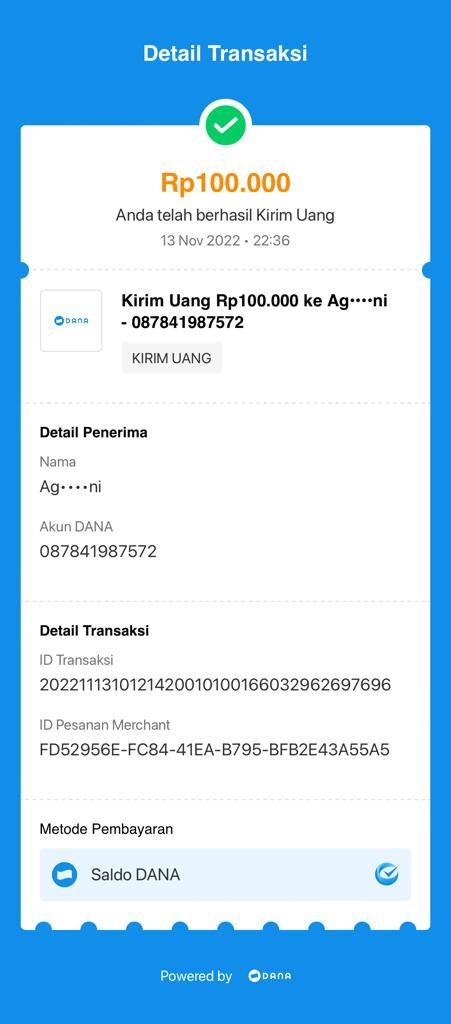 Detail Transaksi
Rp100.000
Anda telah berhasil Kirim Uang
13 Nov 2022 • 22:36
DANA
Kirim Uang Rp100.000 ke Ag••••ni
- 087841987572
KIRIM UANG
Detail Penerima
Nama
Ag••••ni
Akun DANA
087841987572
Detail Transaksi
ID Transaksi
2022111310121420010100166032962697696
ID Pesanan Merchant
FD52956E-FC84-41EA-B795-BFB2E43A55A5
Metode Pembayaran
Saldo DANA
Powered by DANA